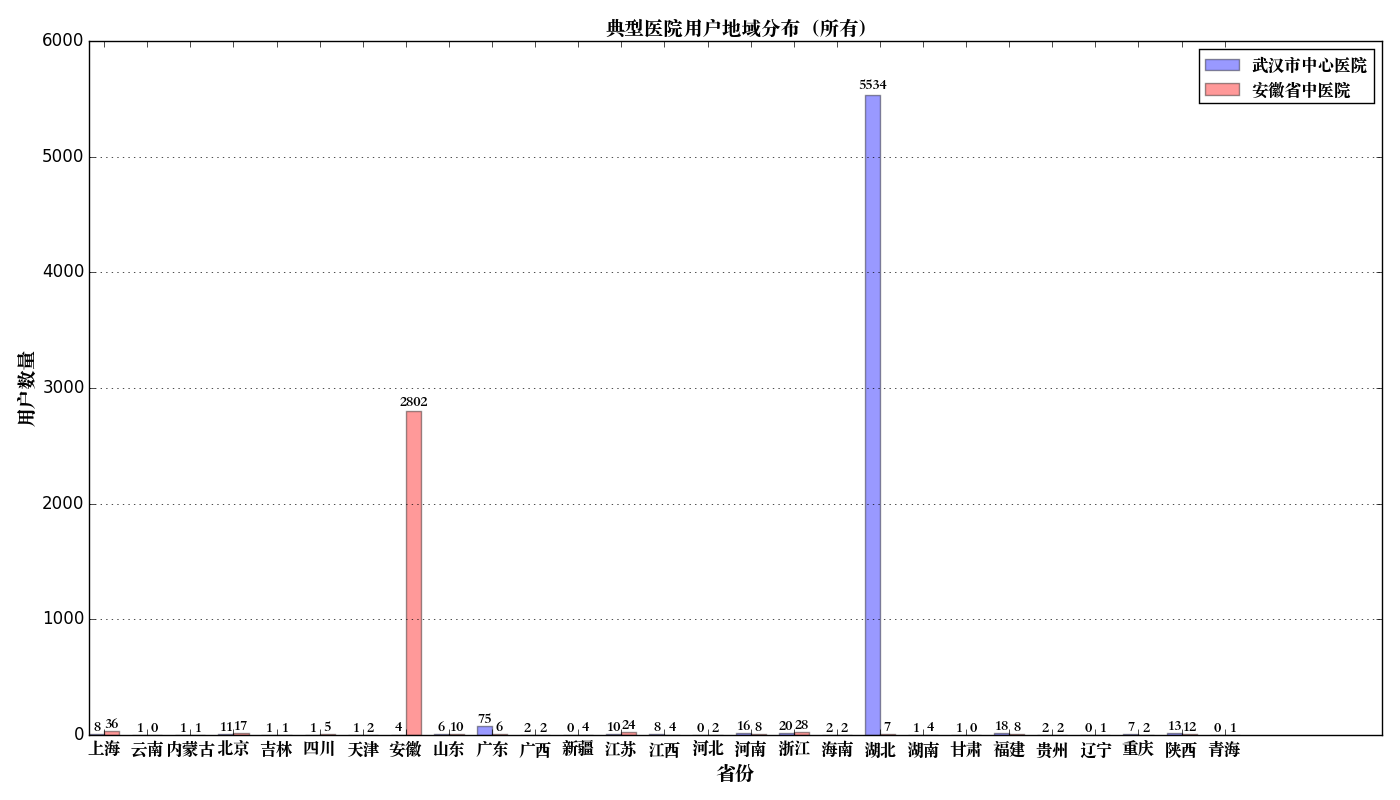 典型医院用户地域分布（所有）
武汉市中心医院
安徽省中医院
用户数量
6000
5000
4000
3000
2000
1000
0
8 36 1 0 1 1 11 17 1 1 1 5 1 2 4 2802 6 10 75 6 2 2 0 4 10 24 8 4 0 2 16 8 20 28 2 2 5534 7 1 4 1 0 18 8 2 2 0 1 7 2 13 12 0 1
上海 云南 内蒙古 北京 吉林 四川 天津 安徽 山东 广东 广西 新疆 江苏 江西 河北 河南 浙江 海南 湖北 湖南 甘肃 福建 贵州 辽宁 重庆 陕西 青海
省份